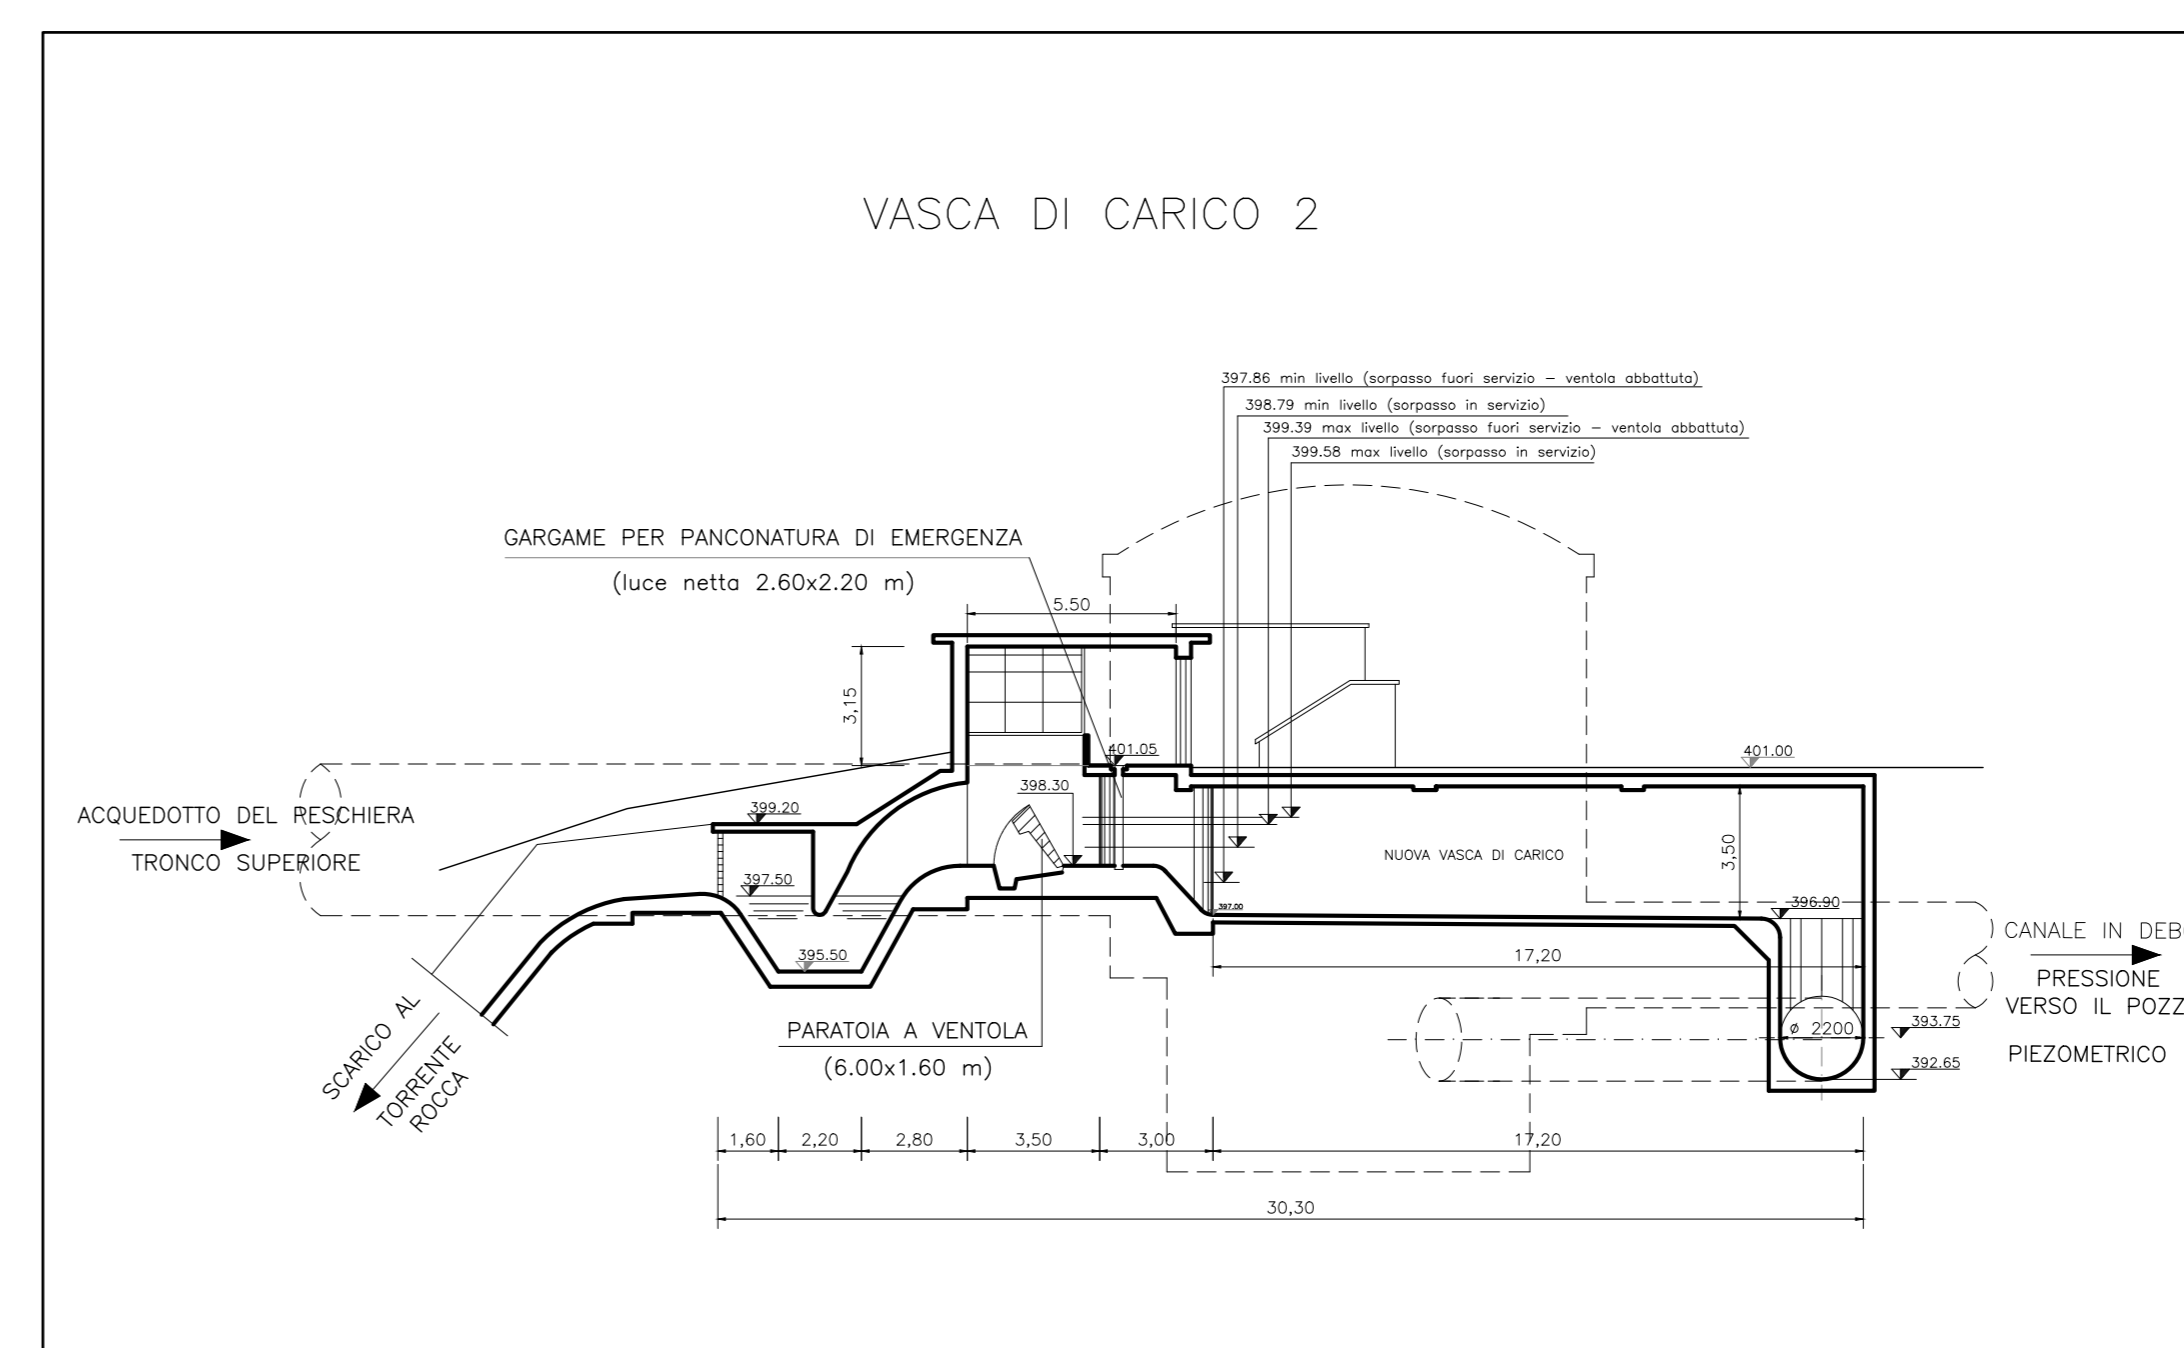 VASCA DI CARICO 2
397.86 min livello (sorpasso fuori servizio – ventola abbattuta)
398.79 min livello (sorpasso in servizio)
399.39 max livello (sorpasso fuori servizio – ventola abbattuta)
399.58 max livello (sorpasso in servizio)
GARGAME PER PANCONATURA DI EMERGENZA
(luce netta 2.60x2.20 m)
5.50
3,15
401.05
401.00
398.30
399.20
ACQUEDOTTO DEL PESCHIERA
TRONCO SUPERIORE
397.50
395.50
NUOVA VASCA DI CARICO
3,50
397.00
396.90
17,20
CANALE IN DEB
PRESSIONE
VERSO IL POZZ
PIEZOMETRICO
ø 2200
393.75
392.65
PARATOIA A VENTOLA
(6.00x1.60 m)
SCARICO AL
TORRENTE
ROCCA
1,60
2,20
2,80
3,50
3,00
17,20
30,30